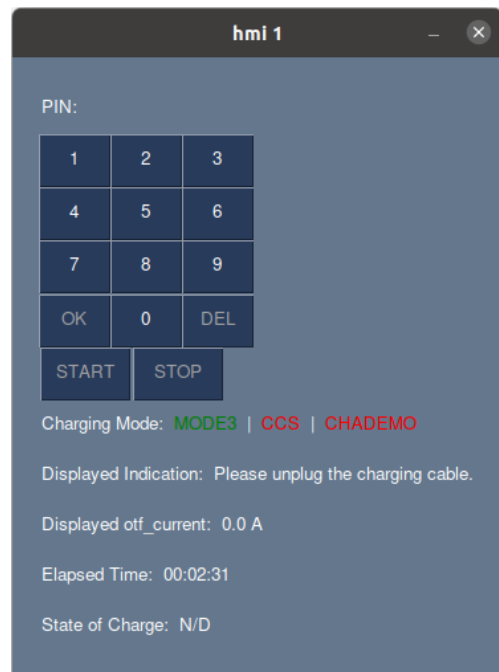 hmi 1
PIN:
1 2 3
4 5 6
7 8 9
OK 0 DEL
START STOP
Charging Mode: MODE3 | CCS | CHADEMO
Displayed Indication: Please unplug the charging cable.
Displayed otf_current: 0.0 A
Elapsed Time: 00:02:31
State of Charge: N/D